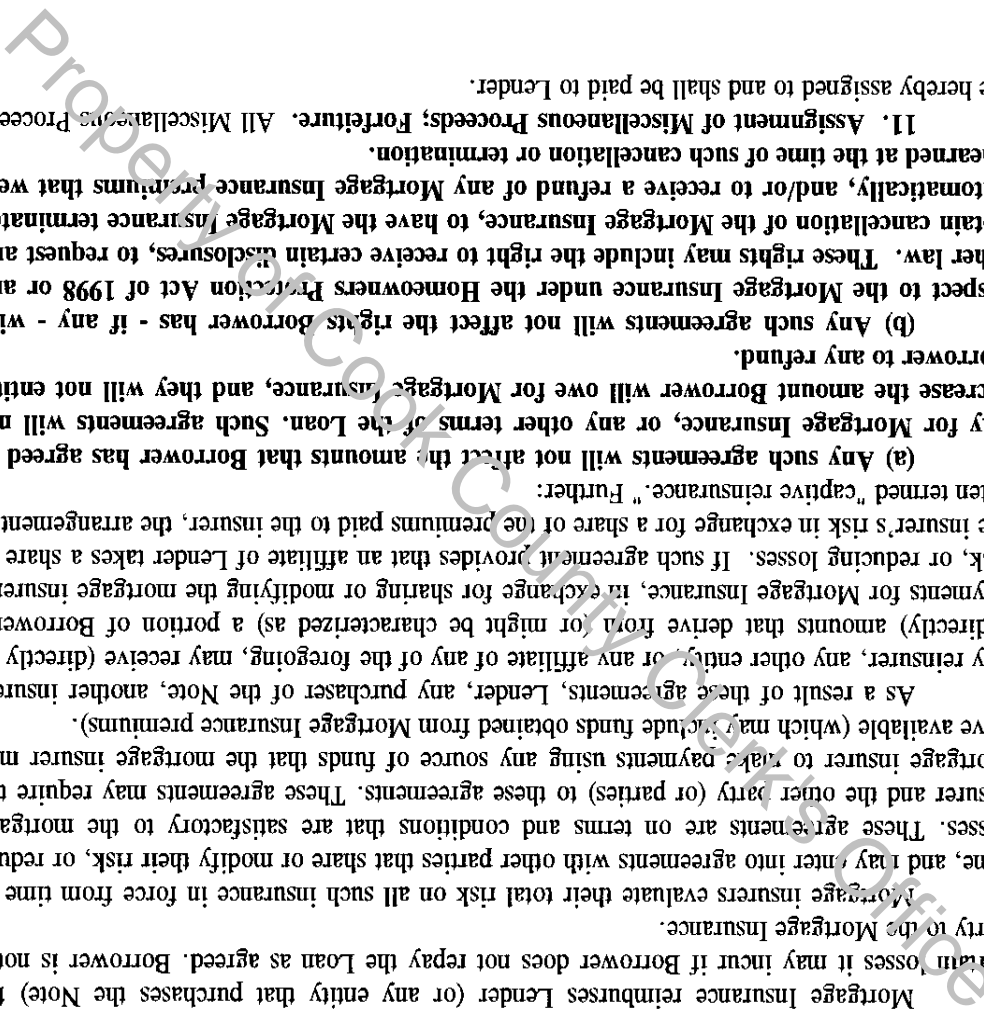 Mortgage Insurance reimburses Lender (or any entity that purchases the Note) f
rtain losses it may incur if Borrower does not repay the Loan as agreed. Borrower is not
rty to the Mortgage Insurance.
Mortgage insurers evaluate their total risk on all such insurance in force from time
me, and may enter into agreements with other parties that share or modify their risk, or redu
sses. These agreements are on terms and conditions that are satisfactory to the mortga
surer and the other party (or parties) to these agreements. These agreements may require t
ortgage insurer to make payments using any source of funds that the mortgage insurer m
ve available (which may include funds obtained from Mortgage Insurance premiums).
As a result of these agreements, Lender, any purchaser of the Note, another insure
y reinsurer, any other entity, or any affiliate of any of the foregoing, may receive (directly
directly) amounts that derive from (or might be characterized as) a portion of Borrower
yments for Mortgage Insurance, in exchange for sharing or modifying the mortgage insurer
sk, or reducing losses. If such agreement provides that an affiliate of Lender takes a share
e insurer's risk in exchange for a share of the premiums paid to the insurer, the arrangement
ten termed "captive reinsurance." Further:
(a) Any such agreements will not affect the amounts that Borrower has agreed
y for Mortgage Insurance, or any other terms of the Loan. Such agreements will n
crease the amount Borrower will owe for Mortgage Insurance, and they will not entit
orrower to any refund.
(b) Any such agreements will not affect the rights Borrower has - if any - wi
spect to the Mortgage Insurance under the Homeowners Protection Act of 1998 or an
her law. These rights may include the right to receive certain disclosures, to request an
tain cancellation of the Mortgage Insurance, to have the Mortgage Insurance terminate
tomatically, and/or to receive a refund of any Mortgage Insurance premiums that we
nearned at the time of such cancellation or termination.
11. Assignment of Miscellaneous Proceeds; Forfeiture. All Miscellaneous Proceed
e hereby assigned to and shall be paid to Lender.
Property of Cook County Clerk's Office